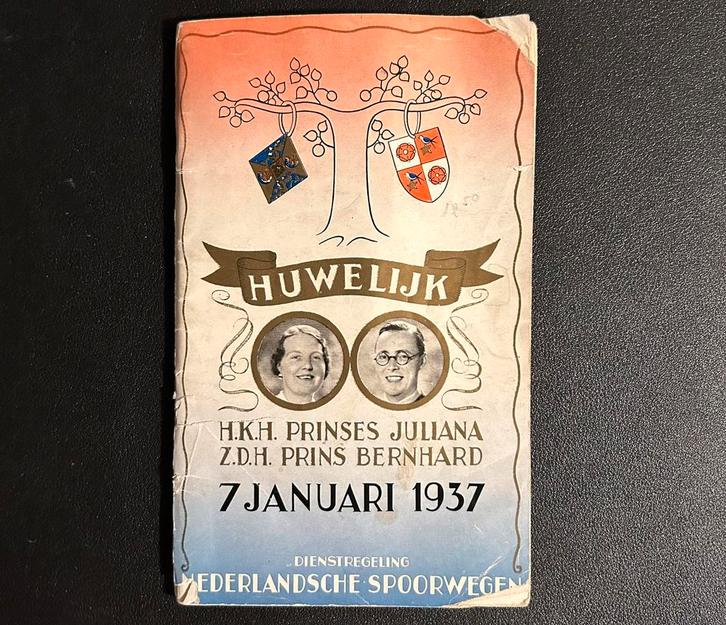 HUWELIJK
H.K.H. PRINSES JULIANA
Z.D.H. PRINS BERNHARD
7 JANUARI 1937
DIENSTREGELING
NEDERLANDSCHE SPOORWEGEN